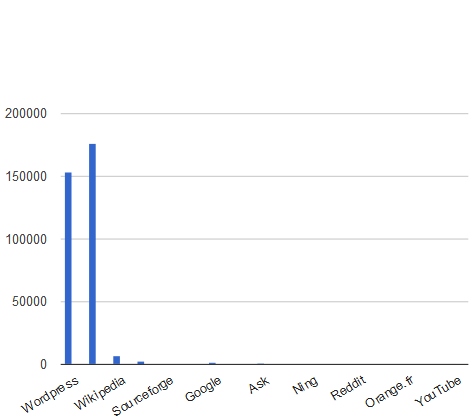 200000
150000
100000
50000
0
Wordpress
Wikipedia
Sourceforge
Google
Ask
Ning
Reddit
Orange.fr
YouTube